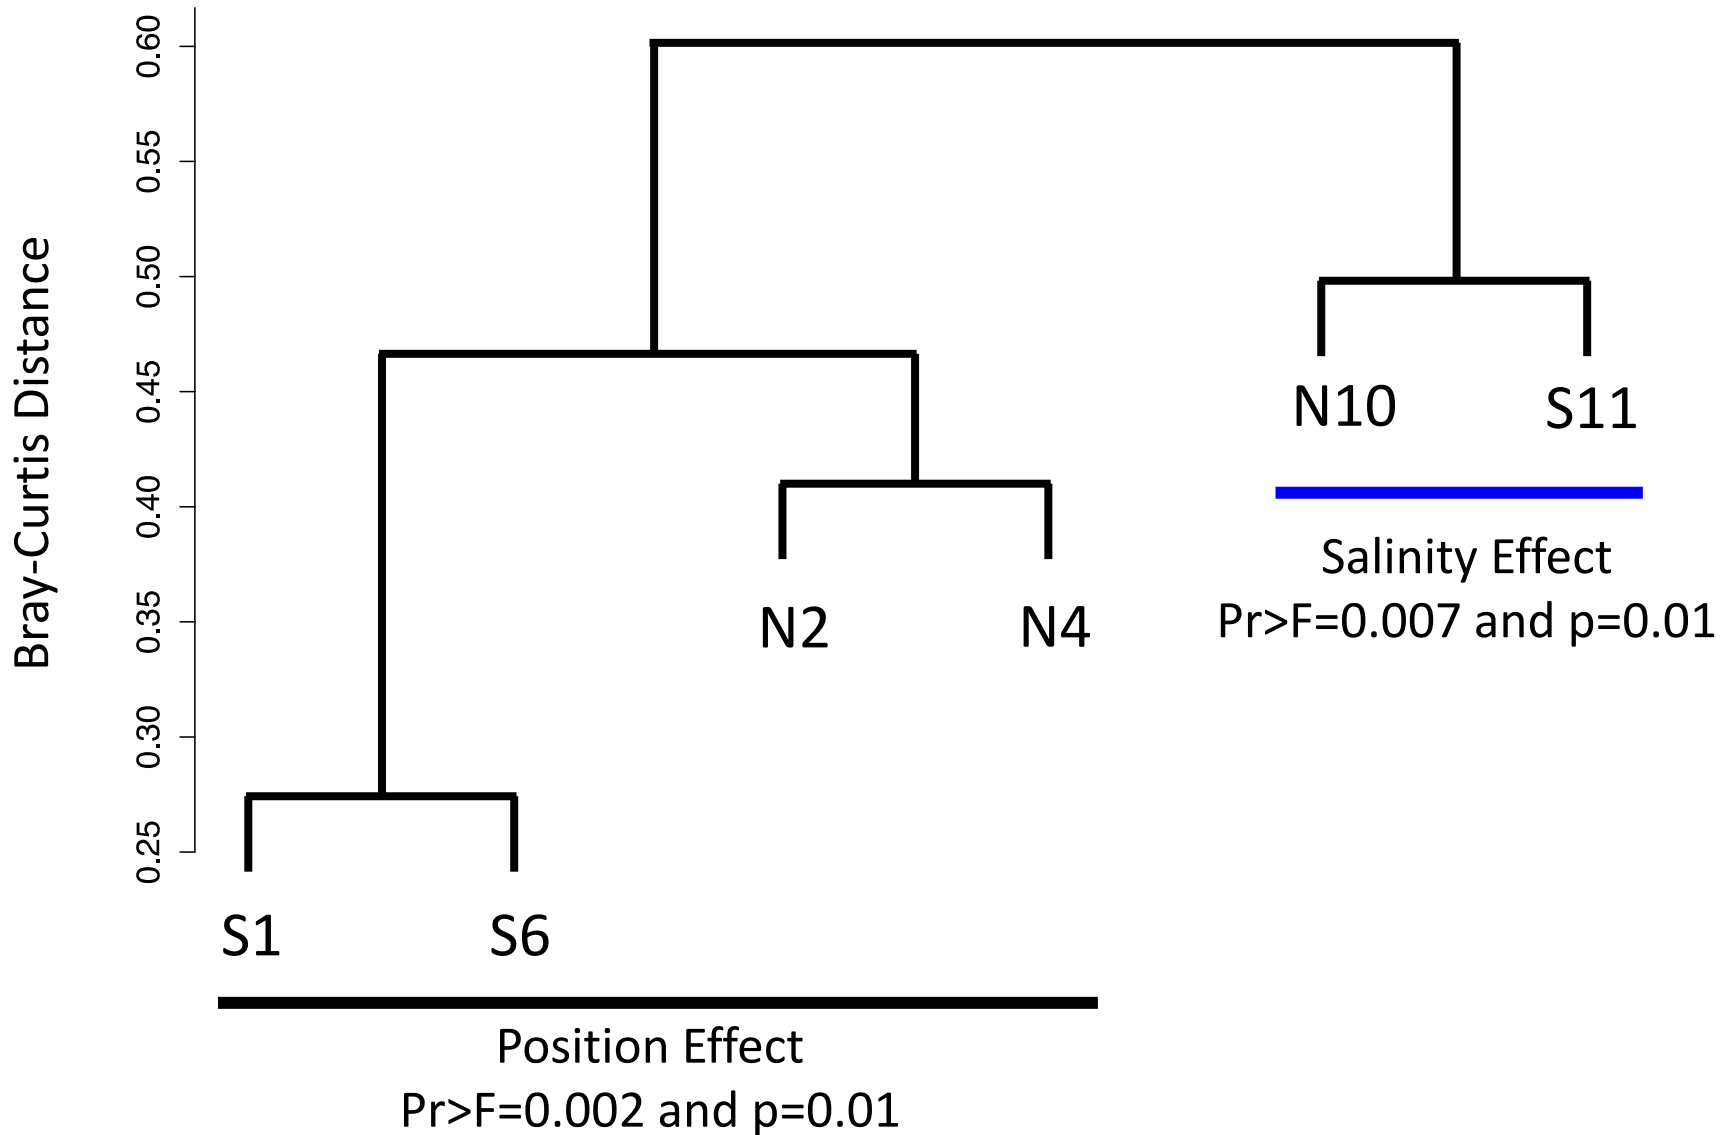 Bray-Curtis Distance
0.60
0.55
0.50
0.45
0.40
0.35
0.30
0.25
N10
S11
Salinity Effect
Pr>F=0.007 and p=0.01
N2
N4
S1
S6
Position Effect
Pr>F=0.002 and p=0.01